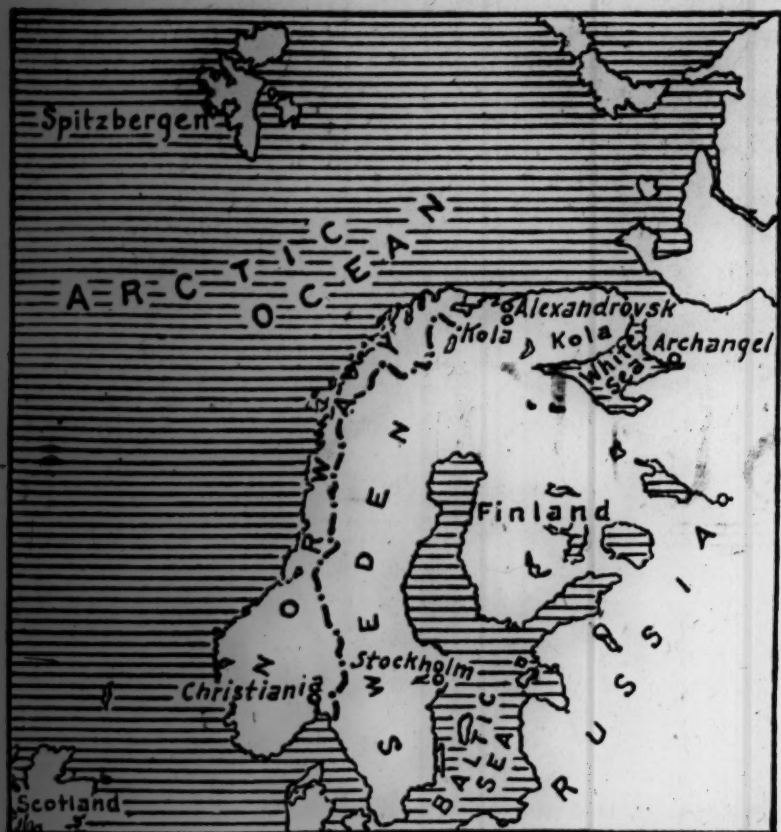 Spitzbergen
ARCTIC
OCEAN
Alexandrovsk
Kola
Kola
White
Sea
Archangel
NORWAY
SWEDEN
Finland
RUSSIA
Stockholm
Christiania
BALTIC
SEA
Scotland